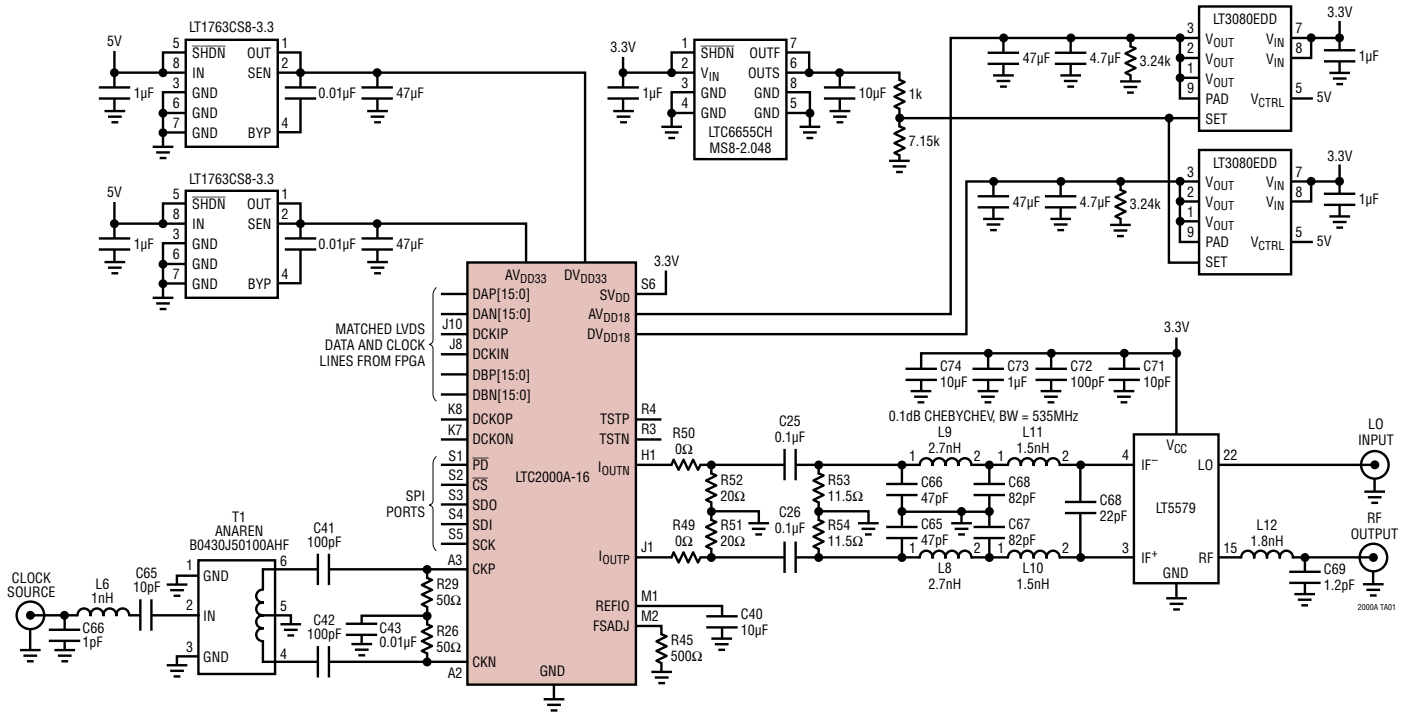 LT1763CS8-3.3
5V
5 SHDN OUT 1
8 IN SEN 2
3 GND
6 GND
7 GND BYP 4
1µF
0.01µF
47µF
LT1763CS8-3.3
5V
5 SHDN OUT 1
8 IN SEN 2
3 GND
6 GND
7 GND BYP 4
1µF
0.01µF
47µF
3.3V
1 SHDN OUTF 7
2 VIN OUTS 6
3 GND GND 8
4 GND GND 5
LTC6655CH
MS8-2.048
1µF
10µF
1k
7.15k
LT3080EDD
3.3V
3 VOUT VIN 7
2 VOUT VIN 8
1 VOUT
9 PAD VCTRL 5
SET
5V
47µF
4.7µF
3.24k
1µF
LT3080EDD
3.3V
3 VOUT VIN 7
2 VOUT VIN 8
1 VOUT
9 PAD VCTRL 5
SET
5V
47µF
4.7µF
3.24k
1µF
AVDD33 DVDD33
3.3V
S6
SVDD
AVDD18
DVDD18
MATCHED LVDS
DATA AND CLOCK
LINES FROM FPGA
DAP[15:0]
DAN[15:0]
J10 DCKIP
J8 DCKIN
DBP[15:0]
DBN[15:0]
K8 DCKOP
K7 DCKON
SPI
PORTS
S1 PD
S2 CS
S3 SDO
S4 SDI
S5 SCK
A3 CKP
A2 CKN
LTC2000A-16
TSTP R4
TSTN R3
IOUTN H1
IOUTP J1
REFIO M1
FSADJ M2
GND
CLOCK
SOURCE
L6
1nH
C65
10pF
C66
1pF
T1
ANAREN
B0430J50100AHF
1 GND
2 IN
3 GND
6
5
4
C41
100pF
C42
100pF
C43
0.01µF
R29
50Ω
R26
50Ω
C40
10µF
R45
500Ω
R50
0Ω
R49
0Ω
R52
20Ω
R51
20Ω
C25
0.1µF
C26
0.1µF
R53
11.5Ω
R54
11.5Ω
0.1dB CHEBYCHEV, BW = 535MHz
L9
1 2
2.7nH
L11
1 2
1.5nH
C66
47pF
C65
47pF
C68
82pF
C67
82pF
C68
22pF
1 2
L8
2.7nH
1 2
L10
1.5nH
3.3V
C74
10µF
C73
1µF
C72
100pF
C71
10pF
VCC
4 IF− LO 22
LT5579
3 IF+ RF 15
GND
LO
INPUT
L12
1.8nH
RF
OUTPUT
C69
1.2pF
2000A TA01